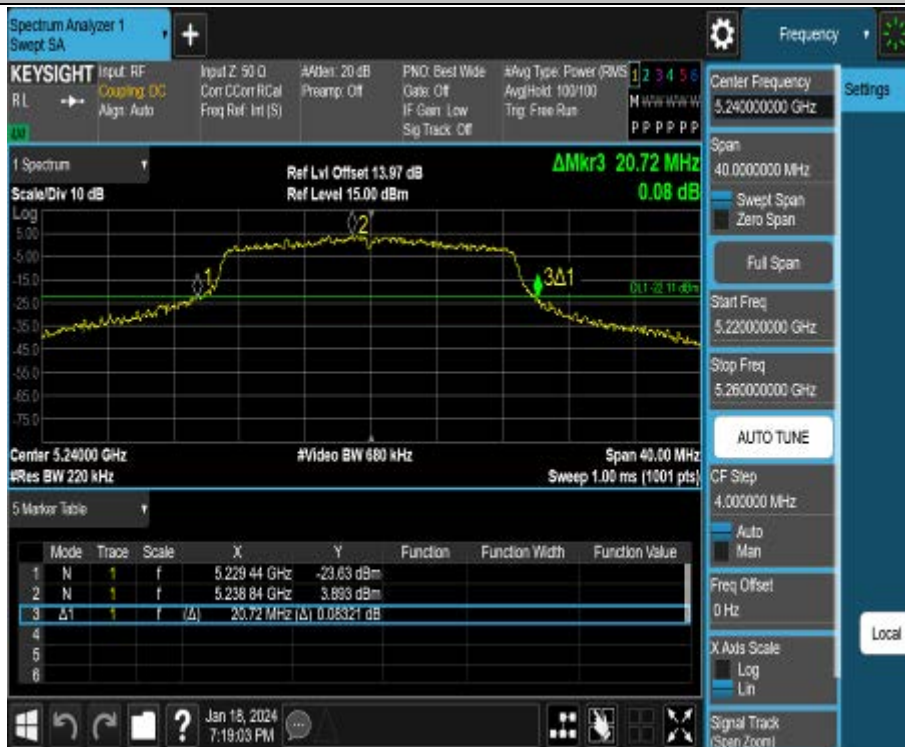 Spectrum Analyzer 1
Swept SA
+
Frequency
KEYSIGHT
RL
Input: RF
Coupling: DC
Align: Auto
Input Z: 50 Ω
Corr CCorr RCal
Freq Ref: Int (S)
#Atten: 20 dB
Preamp: Off
PNO: Best Wide
Gate: Off
IF Gain: Low
Sig Track: Off
#Avg Type: Power (RMS
Avg|Hold: 100/100
Trig: Free Run
1 2 3 4 5 6
M W W W W W
P P P P P P
1 Spectrum
Scale/Div 10 dB
Ref Lvl Offset 13.97 dB
Ref Level 15.00 dBm
ΔMkr3 20.72 MHz
0.08 dB
Log
5.00
-5.00
-15.0
-25.0
-35.0
-45.0
-55.0
-65.0
-75.0
1
2
3Δ1
DL1 -22.11 dBm
Center 5.24000 GHz
#Res BW 220 kHz
#Video BW 680 kHz
Span 40.00 MHz
Sweep 1.00 ms (1001 pts)
5 Marker Table
Mode Trace Scale X Y Function Function Width Function Value
1 N 1 f 5.229 44 GHz -23.63 dBm
2 N 1 f 5.238 84 GHz 3.893 dBm
3 Δ1 1 f (Δ) 20.72 MHz (Δ) 0.08321 dB
4
5
6
Jan 18, 2024
7:19:03 PM
?
Center Frequency
5.240000000 GHz
Span
40.0000000 MHz
Swept Span
Zero Span
Full Span
Start Freq
5.220000000 GHz
Stop Freq
5.260000000 GHz
AUTO TUNE
CF Step
4.000000 MHz
Auto
Man
Freq Offset
0 Hz
X Axis Scale
Log
Lin
Signal Track
(Span Zoom)
Settings
Local